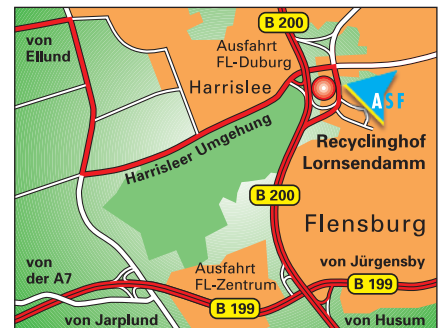 B 200
von
Ellund
Ausfahrt
FL-Duburg
Harrislee
ASF
Recyclinghof
Lornsendamm
Harrisleer Umgehung
B 200
Flensburg
von
der A7
Ausfahrt
FL-Zentrum
von Jürgensby
B 199
B 199
von Jarplund
von Husum